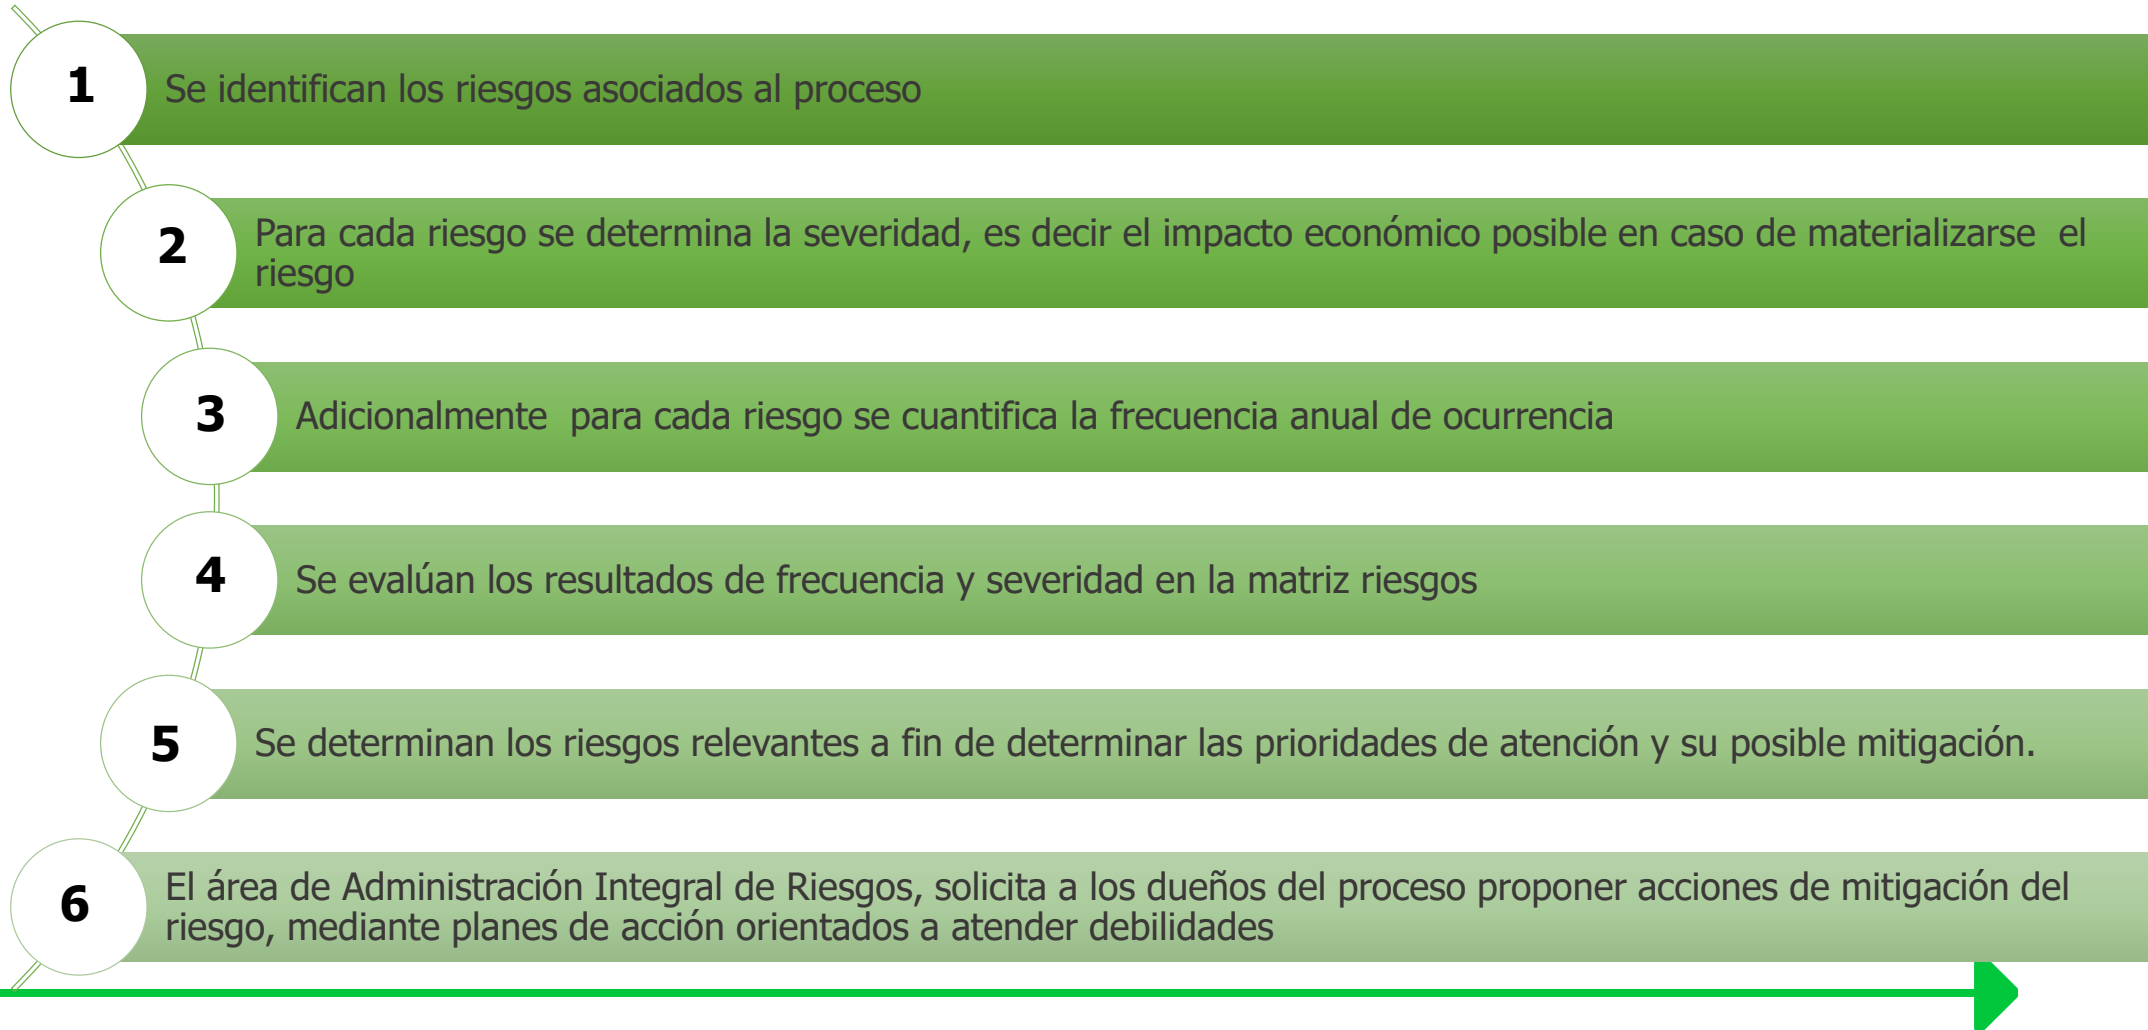 1
Se identifican los riesgos asociados al proceso
2
Para cada riesgo se determina la severidad, es decir el impacto económico posible en caso de materializarse  el
riesgo
3
Adicionalmente  para cada riesgo se cuantifica la frecuencia anual de ocurrencia
4
Se evalúan los resultados de frecuencia y severidad en la matriz riesgos
5
Se determinan los riesgos relevantes a fin de determinar las prioridades de atención y su posible mitigación.
6
El área de Administración Integral de Riesgos, solicita a los dueños del proceso proponer acciones de mitigación del
riesgo, mediante planes de acción orientados a atender debilidades